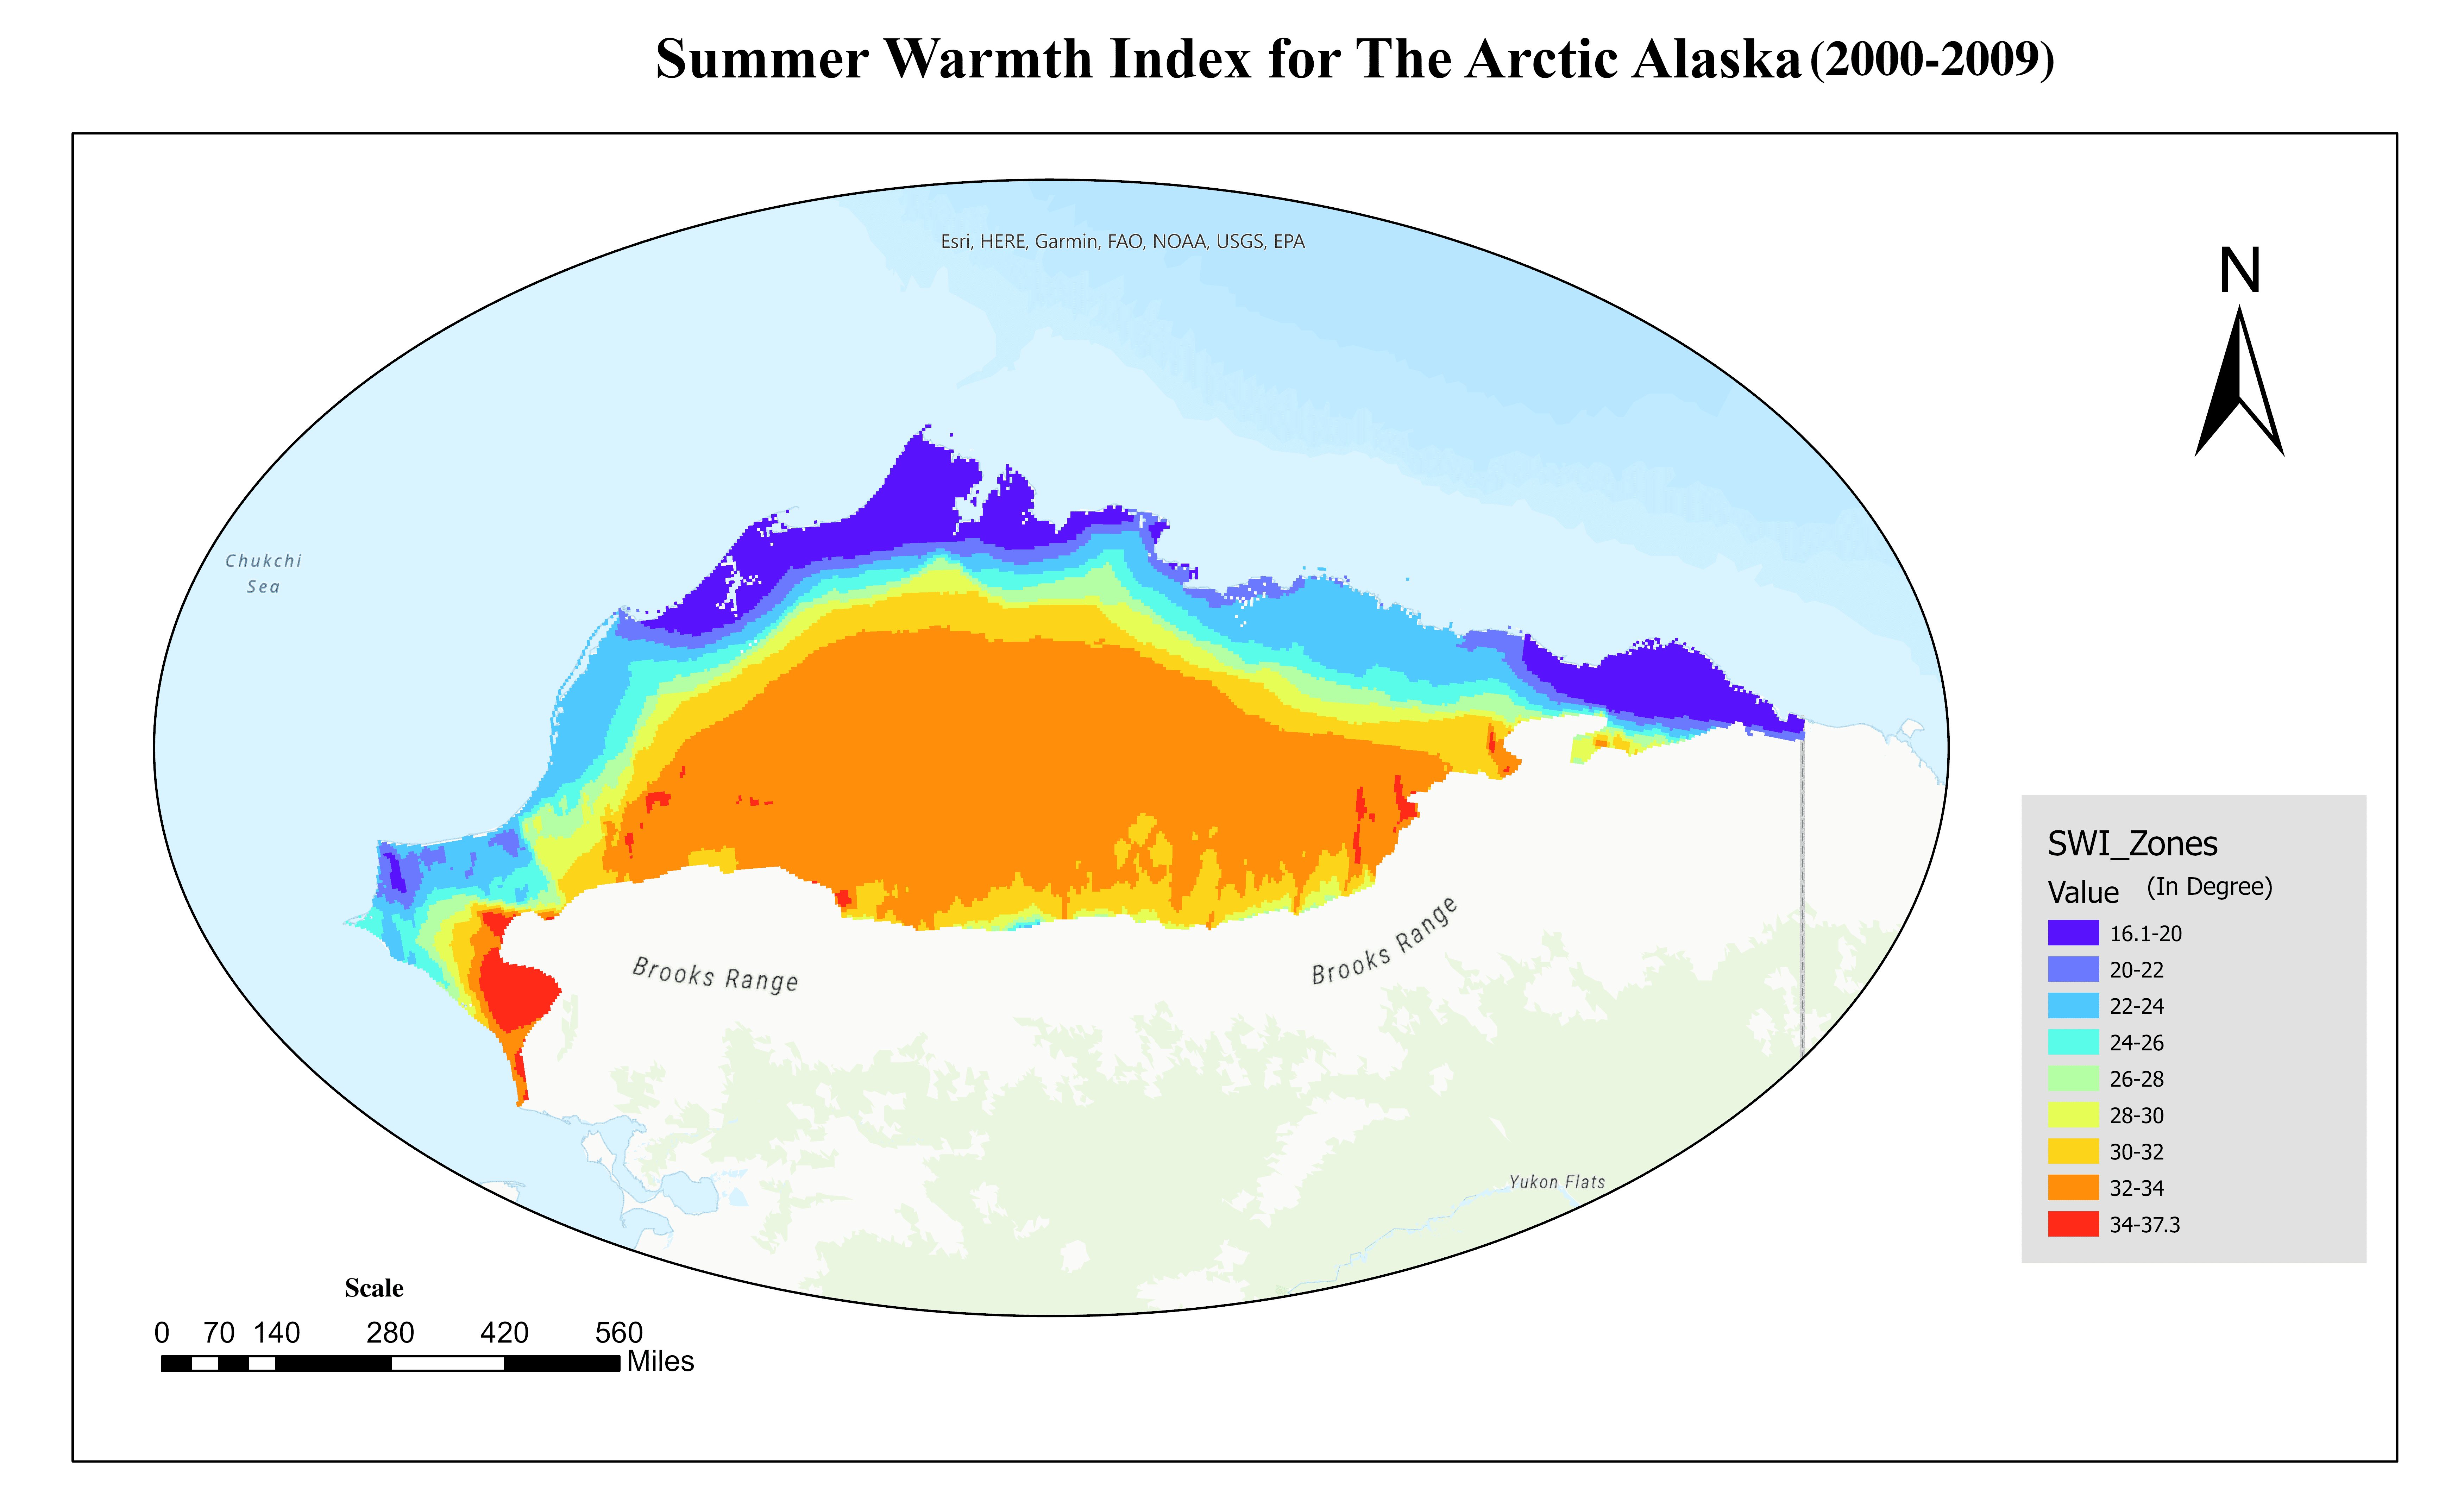 Summer Warmth Index for The Arctic Alaska (2000-2009)
Esri, HERE, Garmin, FAO, NOAA, USGS, EPA
N
Chukchi
Sea
Brooks Range
Brooks Range
Yukon Flats
SWI_Zones
Value (In Degree)
16.1-20
20-22
22-24
24-26
26-28
28-30
30-32
32-34
34-37.3
Scale
0 70 140 280 420 560
Miles